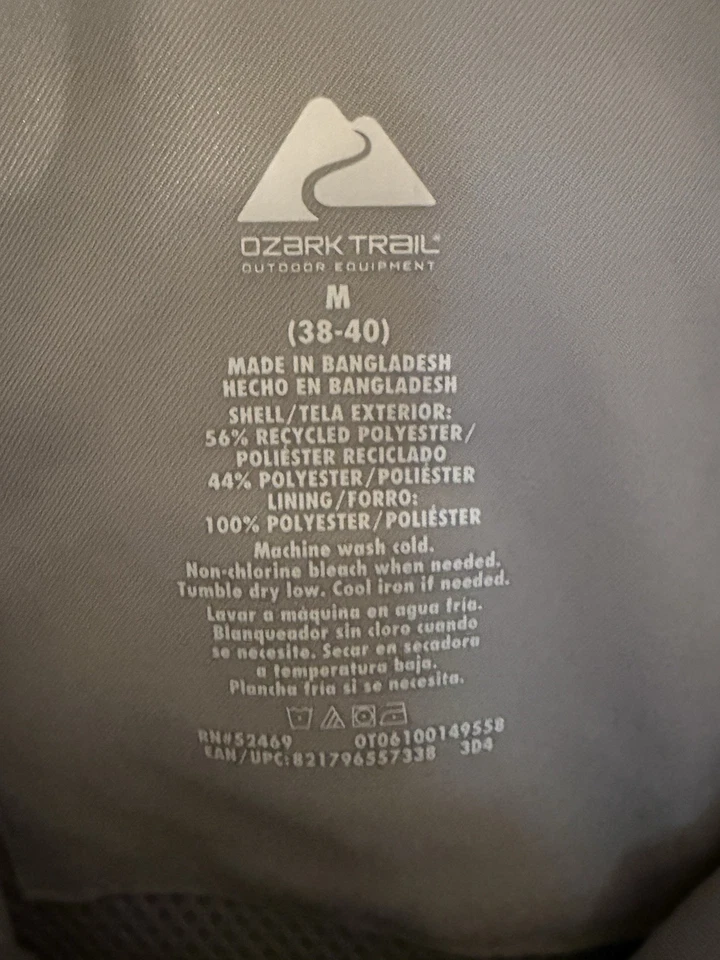 OZARK TRAIL®
OUTDOOR EQUIPMENT
M
(38-40)
MADE IN BANGLADESH
HECHO EN BANGLADESH
SHELL/TELA EXTERIOR:
56% RECYCLED POLYESTER/
POLIÉSTER RECICLADO
44% POLYESTER/POLIÉSTER
LINING/FORRO:
100% POLYESTER/POLIÉSTER
Machine wash cold.
Non-chlorine bleach when needed.
Tumble dry low. Cool iron if needed.
Lavar a máquina en agua fría.
Blanqueador sin cloro cuando
se necesite. Secar en secadora
a temperatura baja.
Plancha fría si se necesita.
RN#52469 OT06100149558
EAN/UPC:821796557338 3D4